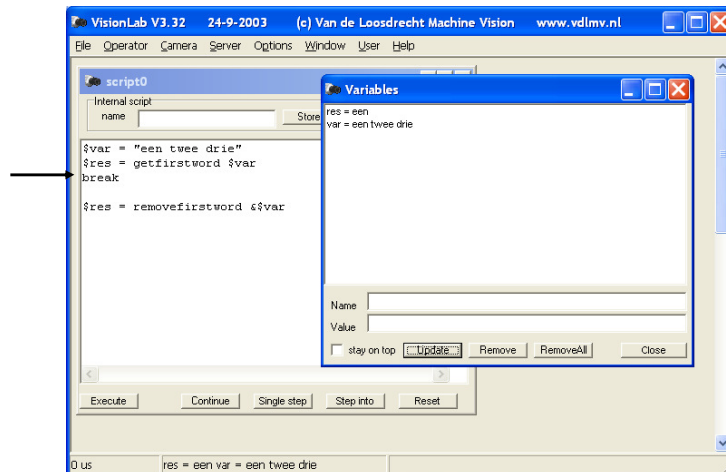 VisionLab V3.32 24-9-2003 (c) Van de Loosdrecht Machine Vision www.vdlmv.nl
File Operator Camera Server Options Window User Help
script0
Internal script
name
Store
$var = "een twee drie"
$res = getfirstword $var
break
$res = removefirstword &$var
Execute Continue Single step Step into Reset
Variables
res = een
var = een twee drie
Name
Value
stay on top Update Remove RemoveAll Close
0 us res = een var = een twee drie